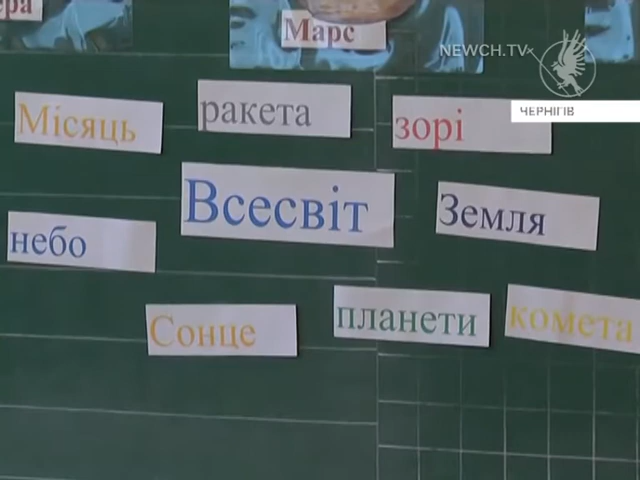 Марс
NEWCH.TV
ЧЕРНІГІВ
Місяць
ракета
зорі
Всесвіт
Земля
небо
Сонце
планети
комета